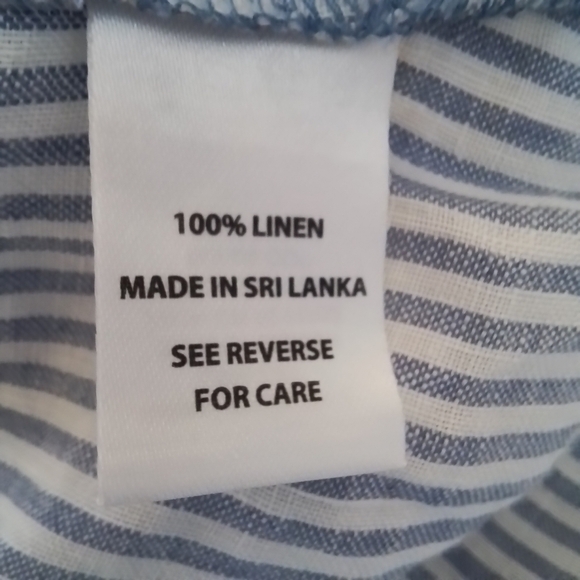 100% LINEN
MADE IN SRI LANKA
SEE REVERSE
FOR CARE